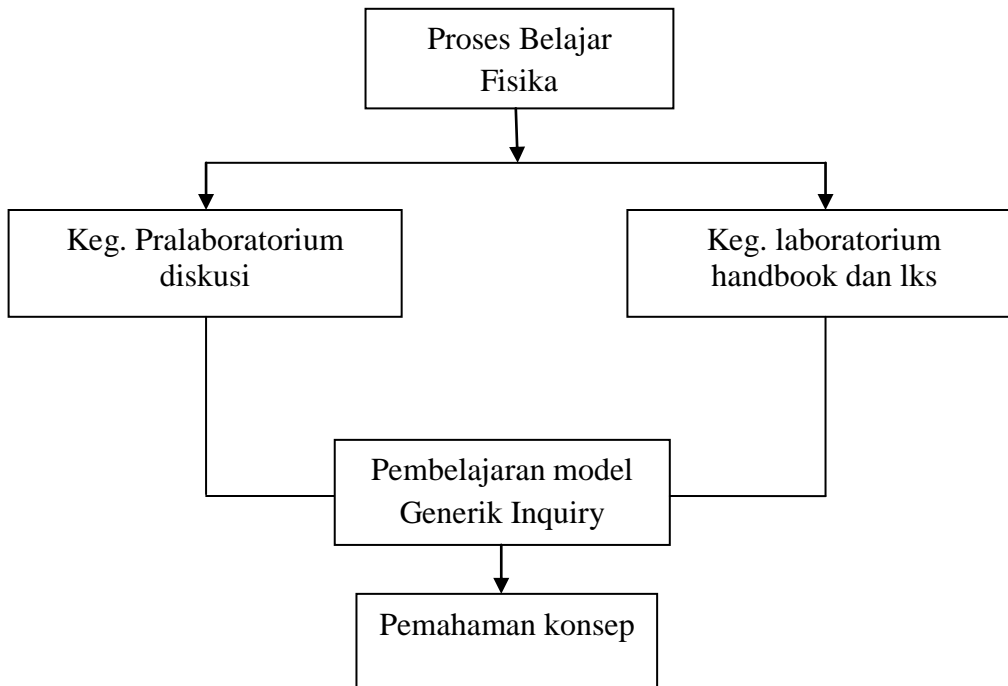 Proses Belajar
Fisika
Keg. Pralaboratorium
diskusi
Keg. laboratorium
handbook dan lks
Pembelajaran model
Generik Inquiry
Pemahaman konsep